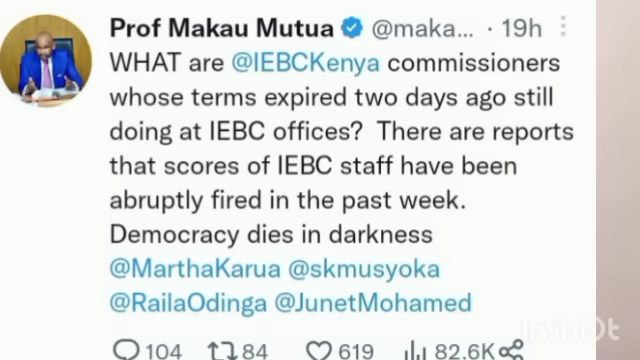 Prof Makau Mutua @maka... · 19h
WHAT are @IEBCKenya commissioners
whose terms expired two days ago still
doing at IEBC offices? There are reports
that scores of IEBC staff have been
abruptly fired in the past week.
Democracy dies in darkness
@MarthaKarua @skmusyoka
@RailaOdinga @JunetMohamed
104 84 619 82.6K